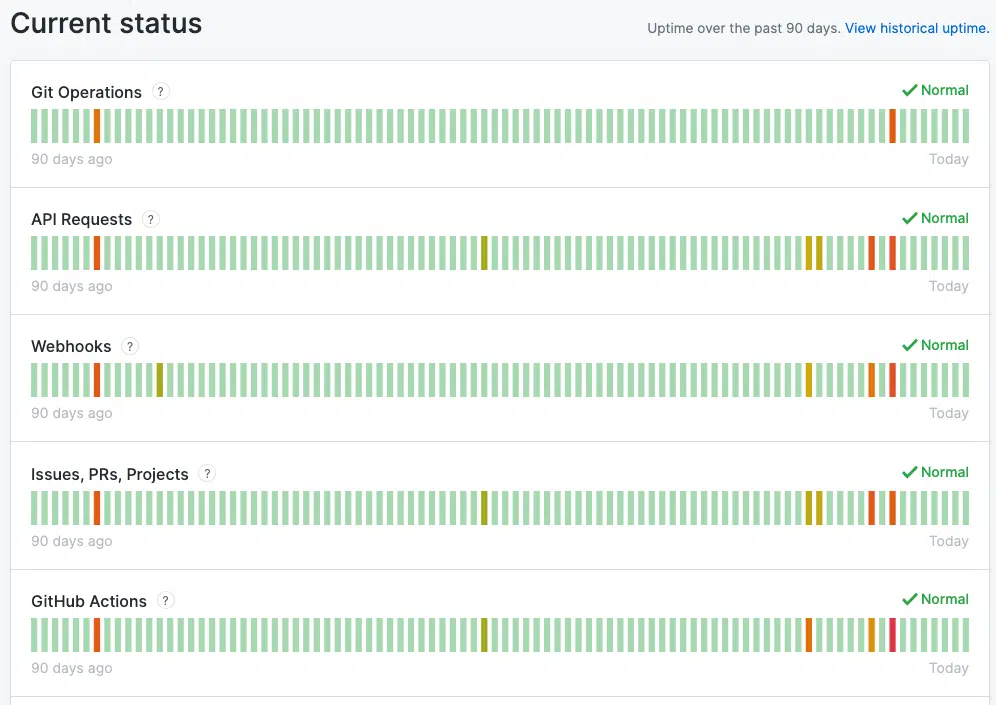 Current status
Uptime over the past 90 days. View historical uptime.
Git Operations ? Normal
90 days ago Today
API Requests ? Normal
90 days ago Today
Webhooks ? Normal
90 days ago Today
Issues, PRs, Projects ? Normal
90 days ago Today
GitHub Actions ? Normal
90 days ago Today